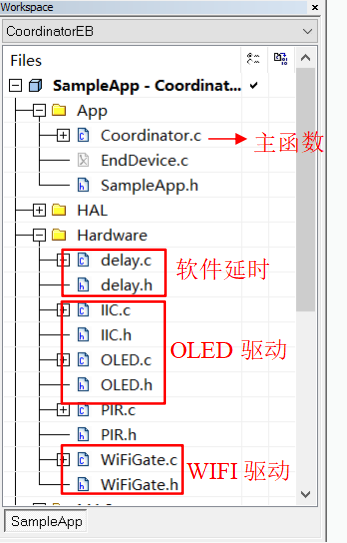 Workspace
CoordinatorEB
Files
SampleApp - Coordinat...
App
Coordinator.c
主函数
EndDevice.c
SampleApp.h
HAL
Hardware
delay.c
软件延时
delay.h
IIC.c
IIC.h
OLED 驱动
OLED.c
OLED.h
PIR.c
PIR.h
WiFiGate.c
WIFI 驱动
WiFiGate.h
SampleApp